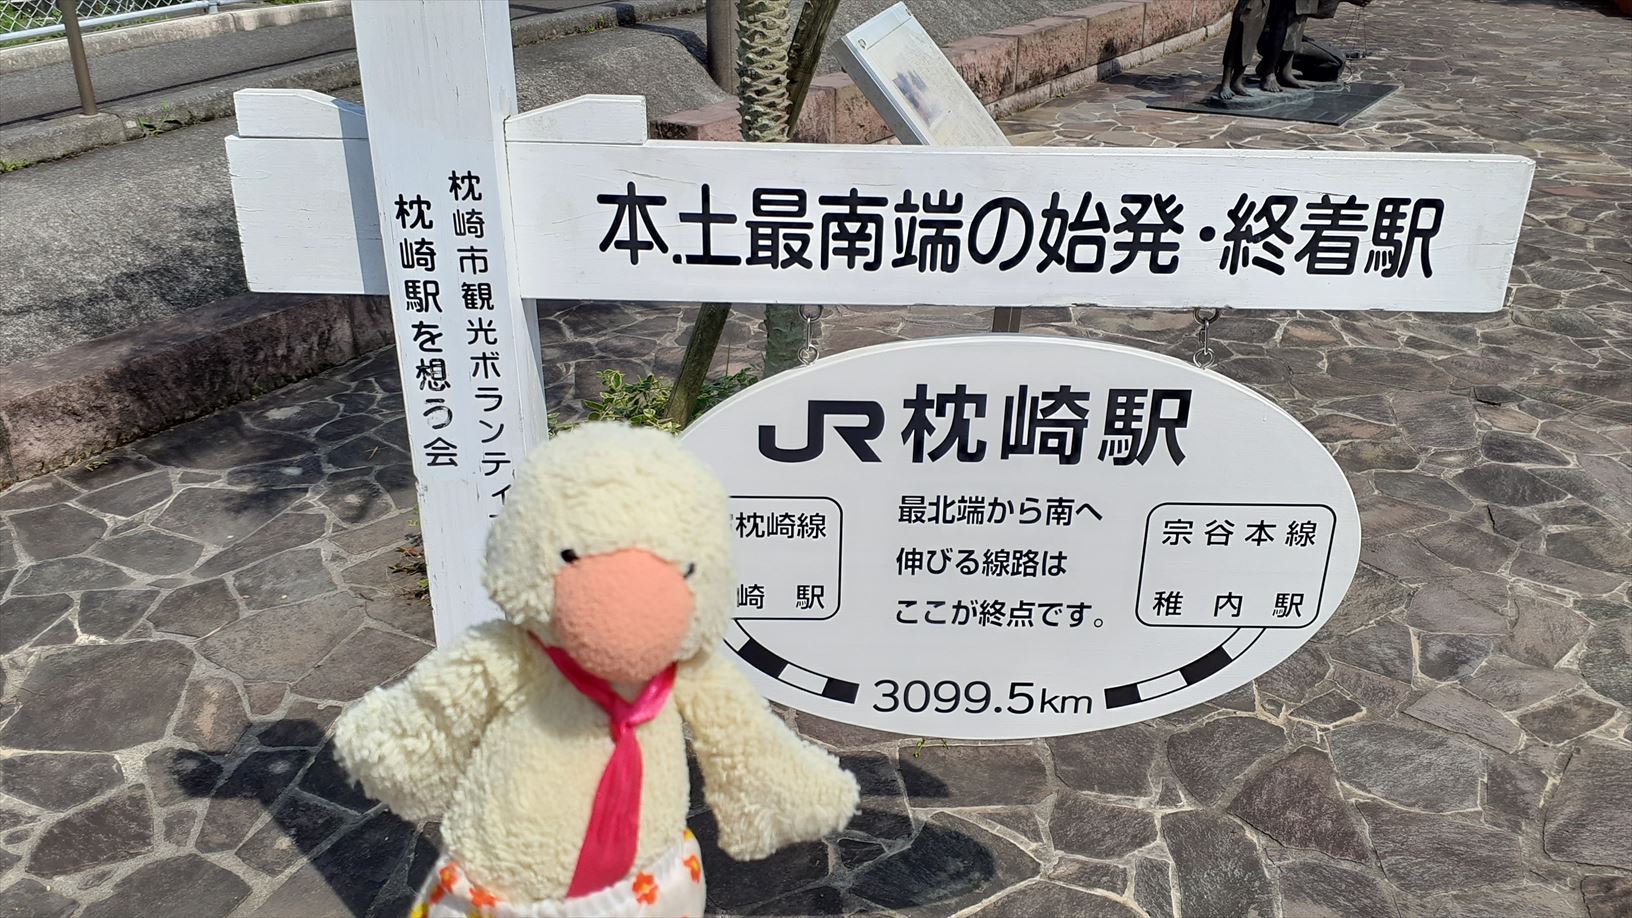 本土最南端の始発・終着駅
枕崎市観光ボランティ
枕崎駅を想う会
JR 枕崎駅
最北端から南へ
伸びる線路は
ここが終点です。
枕崎線
崎駅
宗谷本線
稚内駅
3099.5km